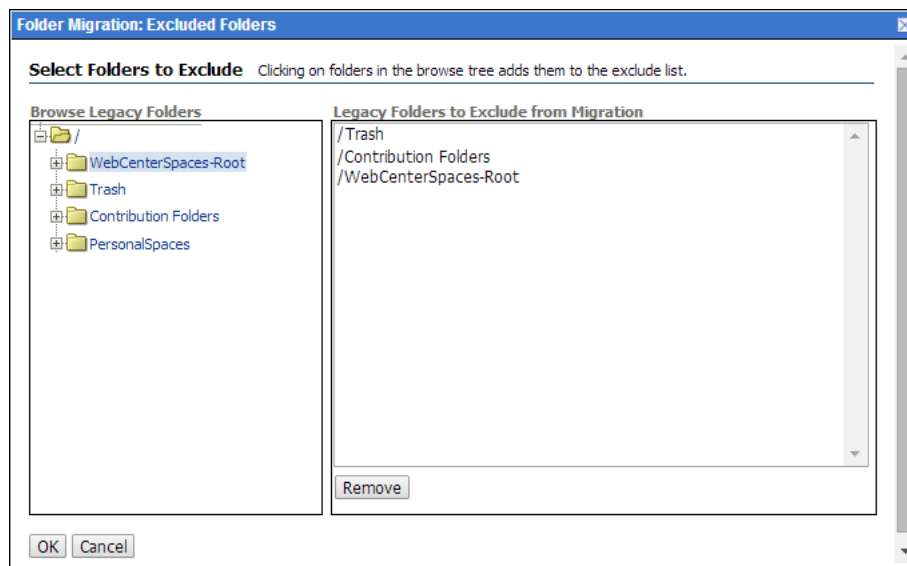 Folder Migration: Excluded Folders
Select Folders to Exclude Clicking on folders in the browse tree adds them to the exclude list.
Browse Legacy Folders
/
WebCenterSpaces-Root
Trash
Contribution Folders
PersonalSpaces
Legacy Folders to Exclude from Migration
/Trash
/Contribution Folders
/WebCenterSpaces-Root
Remove
OK Cancel